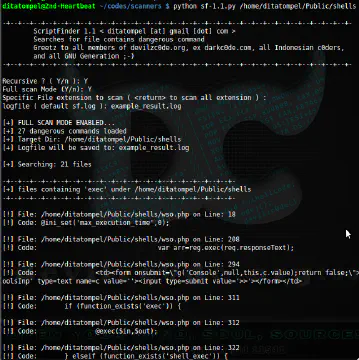 ditatompel@2nd-Heartbeat ~/codes/scanners $ python sf-1.1.py /home/ditatompel/Public/shells
ScriptFinder 1.1 < ditatompel [at] gmail [dot] com >
Searches for files contains dangerous command
Greetz to all members of devilzc0de.org, ex darkc0de.com, all Indonesian c0ders,
and all GNU Generation ;-)
Recursive ? ( Y/n ): Y
Full scan Mode (Y/n): Y
Specific File extension to scan ( <return> to scan all extension ) :
logfile ( default sf.log ): example_result.log
[+] FULL SCAN MODE ENABLED...
[+] 27 dangerous commands loaded
[+] Target Dir: /home/ditatompel/Public/shells
[+] Logfile will be saved to: example_result.log
[+] Searching: 21 files
[+] files containing 'exec' under /home/ditatompel/Public/shells
[!] File: /home/ditatompel/Public/shells/wso.php on Line: 18
[!] Code: @ini_set('max_execution_time',0);
[!] File: /home/ditatompel/Public/shells/wso.php on Line: 208
[!] Code: var arr=reg.exec(req.responseText);
[!] File: /home/ditatompel/Public/shells/wso.php on Line: 294
[!] Code: <td><form onsubmit=\"g('Console',null,this.c.value);return false;\">
oolsInp' type=text name=c value=''><input type=submit value='>>'></form></td>
[!] File: /home/ditatompel/Public/shells/wso.php on Line: 311
[!] Code: if (function_exists('exec')) {
[!] File: /home/ditatompel/Public/shells/wso.php on Line: 312
[!] Code: @exec($in,$out);
[!] File: /home/ditatompel/Public/shells/wso.php on Line: 322
[!] Code: } elseif (function_exists('shell_exec')) {